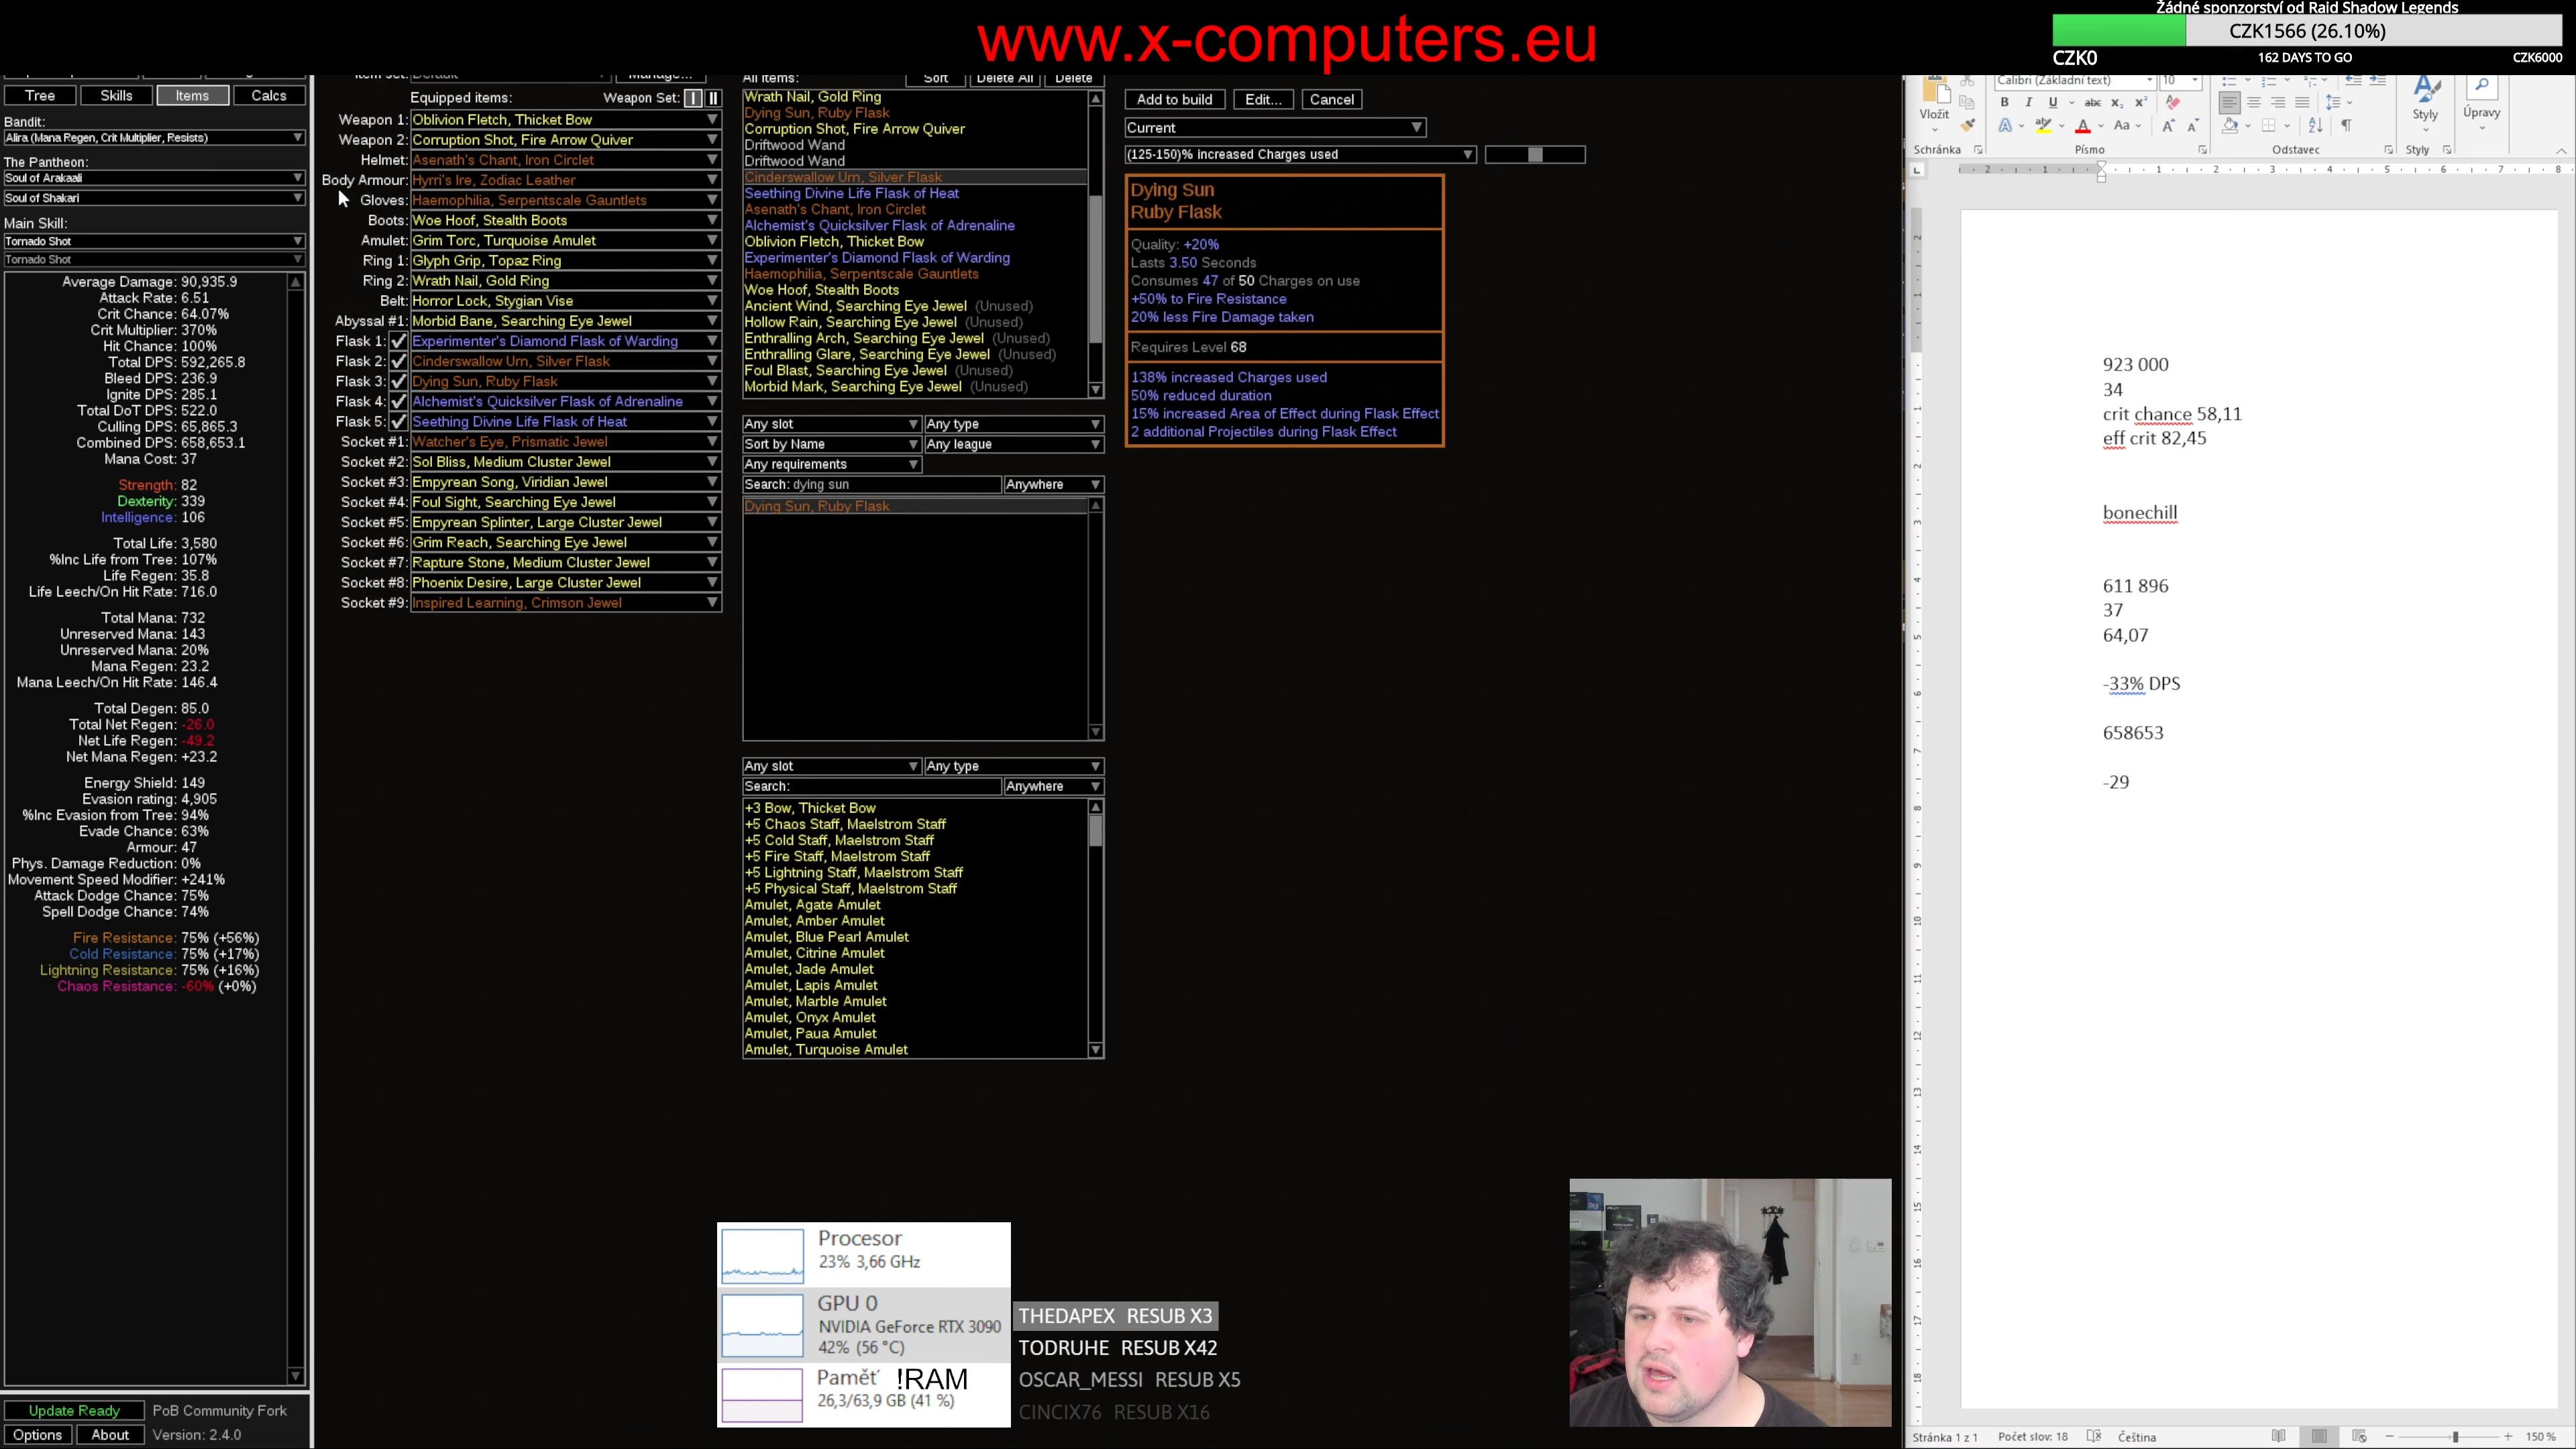 www.x-computers.eu
Žádné sponzorství od Raid Shadow Legends
CZK1566 (26.10%)
CZK0
162 DAYS TO GO
CZK6000
Tree
Skills
Items
Calcs
Bandit:
Alira (Mana Regen, Crit Multiplier, Resists)
The Pantheon:
Soul of Arakaali
Soul of Shakari
Main Skill:
Tornado Shot
Tornado Shot
Average Damage: 90,935.9
Attack Rate: 6.51
Crit Chance: 64.07%
Crit Multiplier: 370%
Hit Chance: 100%
Total DPS: 592,265.8
Bleed DPS: 236.9
Ignite DPS: 285.1
Total DoT DPS: 522.0
Culling DPS: 65,865.3
Combined DPS: 658,653.1
Mana Cost: 37
Strength: 82
Dexterity: 339
Intelligence: 106
Total Life: 3,580
%Inc Life from Tree: 107%
Life Regen: 35.8
Life Leech/On Hit Rate: 716.0
Total Mana: 732
Unreserved Mana: 143
Unreserved Mana: 20%
Mana Regen: 23.2
Mana Leech/On Hit Rate: 146.4
Total Degen: 85.0
Total Net Regen: -26.0
Net Life Regen: -49.2
Net Mana Regen: +23.2
Energy Shield: 149
Evasion rating: 4,905
%Inc Evasion from Tree: 94%
Evade Chance: 63%
Armour: 47
Phys. Damage Reduction: 0%
Movement Speed Modifier: +241%
Attack Dodge Chance: 75%
Spell Dodge Chance: 74%
Fire Resistance: 75% (+56%)
Cold Resistance: 75% (+17%)
Lightning Resistance: 75% (+16%)
Chaos Resistance: -60% (+0%)
Update Ready
PoB Community Fork
Options
About
Version: 2.4.0
Item set: Default
Manage...
Equipped items:
Weapon Set: I II
Weapon 1: Oblivion Fletch, Thicket Bow
Weapon 2: Corruption Shot, Fire Arrow Quiver
Helmet: Asenath's Chant, Iron Circlet
Body Armour: Hyrri's Ire, Zodiac Leather
Gloves: Haemophilia, Serpentscale Gauntlets
Boots: Woe Hoof, Stealth Boots
Amulet: Grim Torc, Turquoise Amulet
Ring 1: Glyph Grip, Topaz Ring
Ring 2: Wrath Nail, Gold Ring
Belt: Horror Lock, Stygian Vise
Abyssal #1: Morbid Bane, Searching Eye Jewel
Flask 1: Experimenter's Diamond Flask of Warding
Flask 2: Cinderswallow Urn, Silver Flask
Flask 3: Dying Sun, Ruby Flask
Flask 4: Alchemist's Quicksilver Flask of Adrenaline
Flask 5: Seething Divine Life Flask of Heat
Socket #1: Watcher's Eye, Prismatic Jewel
Socket #2: Sol Bliss, Medium Cluster Jewel
Socket #3: Empyrean Song, Viridian Jewel
Socket #4: Foul Sight, Searching Eye Jewel
Socket #5: Empyrean Splinter, Large Cluster Jewel
Socket #6: Grim Reach, Searching Eye Jewel
Socket #7: Rapture Stone, Medium Cluster Jewel
Socket #8: Phoenix Desire, Large Cluster Jewel
Socket #9: Inspired Learning, Crimson Jewel
All items:
Sort
Delete All
Delete
Wrath Nail, Gold Ring
Dying Sun, Ruby Flask
Corruption Shot, Fire Arrow Quiver
Driftwood Wand
Driftwood Wand
Cinderswallow Urn, Silver Flask
Seething Divine Life Flask of Heat
Asenath's Chant, Iron Circlet
Alchemist's Quicksilver Flask of Adrenaline
Oblivion Fletch, Thicket Bow
Experimenter's Diamond Flask of Warding
Haemophilia, Serpentscale Gauntlets
Woe Hoof, Stealth Boots
Ancient Wind, Searching Eye Jewel (Unused)
Hollow Rain, Searching Eye Jewel (Unused)
Enthralling Arch, Searching Eye Jewel (Unused)
Enthralling Glare, Searching Eye Jewel (Unused)
Foul Blast, Searching Eye Jewel (Unused)
Morbid Mark, Searching Eye Jewel (Unused)
Any slot
Any type
Sort by Name
Any league
Any requirements
Search: dying sun
Anywhere
Dying Sun, Ruby Flask
Any slot
Any type
Search:
Anywhere
+3 Bow, Thicket Bow
+5 Chaos Staff, Maelstrom Staff
+5 Cold Staff, Maelstrom Staff
+5 Fire Staff, Maelstrom Staff
+5 Lightning Staff, Maelstrom Staff
+5 Physical Staff, Maelstrom Staff
Amulet, Agate Amulet
Amulet, Amber Amulet
Amulet, Blue Pearl Amulet
Amulet, Citrine Amulet
Amulet, Jade Amulet
Amulet, Lapis Amulet
Amulet, Marble Amulet
Amulet, Onyx Amulet
Amulet, Paua Amulet
Amulet, Turquoise Amulet
Add to build
Edit...
Cancel
Current
(125-150)% increased Charges used
Dying Sun
Ruby Flask
Quality: +20%
Lasts 3.50 Seconds
Consumes 47 of 50 Charges on use
+50% to Fire Resistance
20% less Fire Damage taken
Requires Level 68
138% increased Charges used
50% reduced duration
15% increased Area of Effect during Flask Effect
2 additional Projectiles during Flask Effect
Procesor
23% 3,66 GHz
GPU 0
NVIDIA GeForce RTX 3090
42% (56 °C)
Paměť !RAM
26,3/63,9 GB (41 %)
THEDAPEX RESUB X3
TODRUHE RESUB X42
OSCAR_MESSI RESUB X5
CINCIX76 RESUB X16
Calibri (Základní text)
10
Vložit
Styly
Úpravy
Schránka
Písmo
Odstavec
Styly
923 000
34
crit chance 58,11
eff crit 82,45
bonechill
611 896
37
64,07
-33% DPS
658653
-29
Stránka 1 z 1
Počet slov: 18
Čeština
150 %